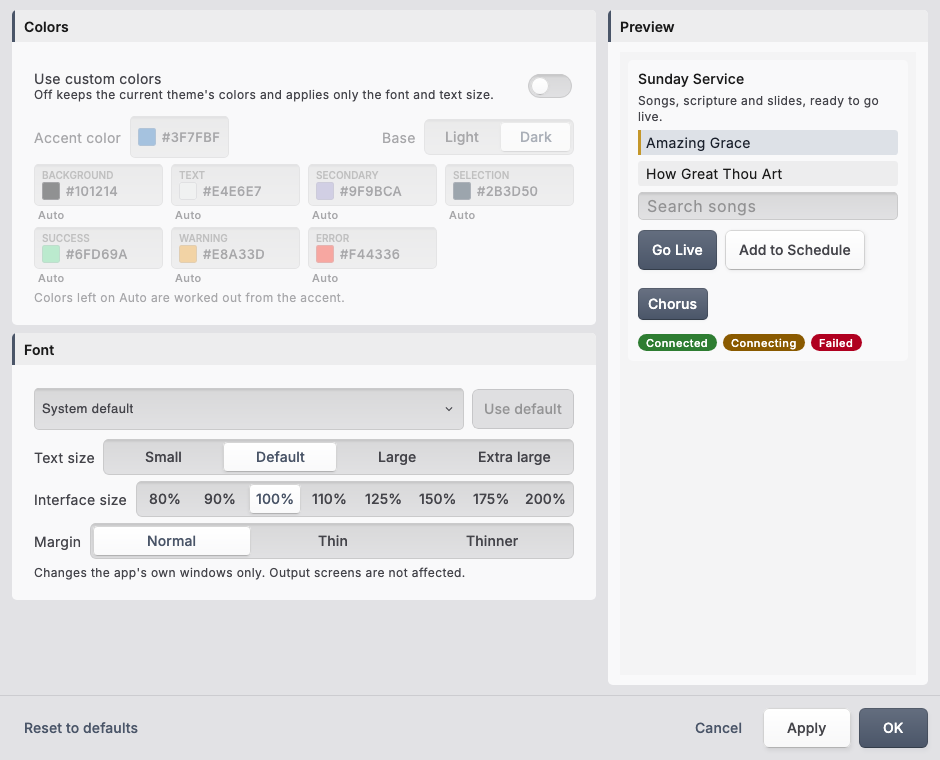 Colors
Use custom colors
Off keeps the current theme's colors and applies only the font and text size.
Accent color #3F7FBF Base Light Dark
BACKGROUND TEXT SECONDARY SELECTION
#101214 #E4E6E7 #9F9BCA #2B3D50
Auto Auto Auto Auto
SUCCESS WARNING ERROR
#6FD69A #E8A33D #F44336
Auto Auto Auto
Colors left on Auto are worked out from the accent.
Font
System default Use default
Text size Small Default Large Extra large
Interface size 80% 90% 100% 110% 125% 150% 175% 200%
Margin Normal Thin Thinner
Changes the app's own windows only. Output screens are not affected.
Preview
Sunday Service
Songs, scripture and slides, ready to go
live.
Amazing Grace
How Great Thou Art
Search songs
Go Live Add to Schedule
Chorus
Connected Connecting Failed
Reset to defaults Cancel Apply OK